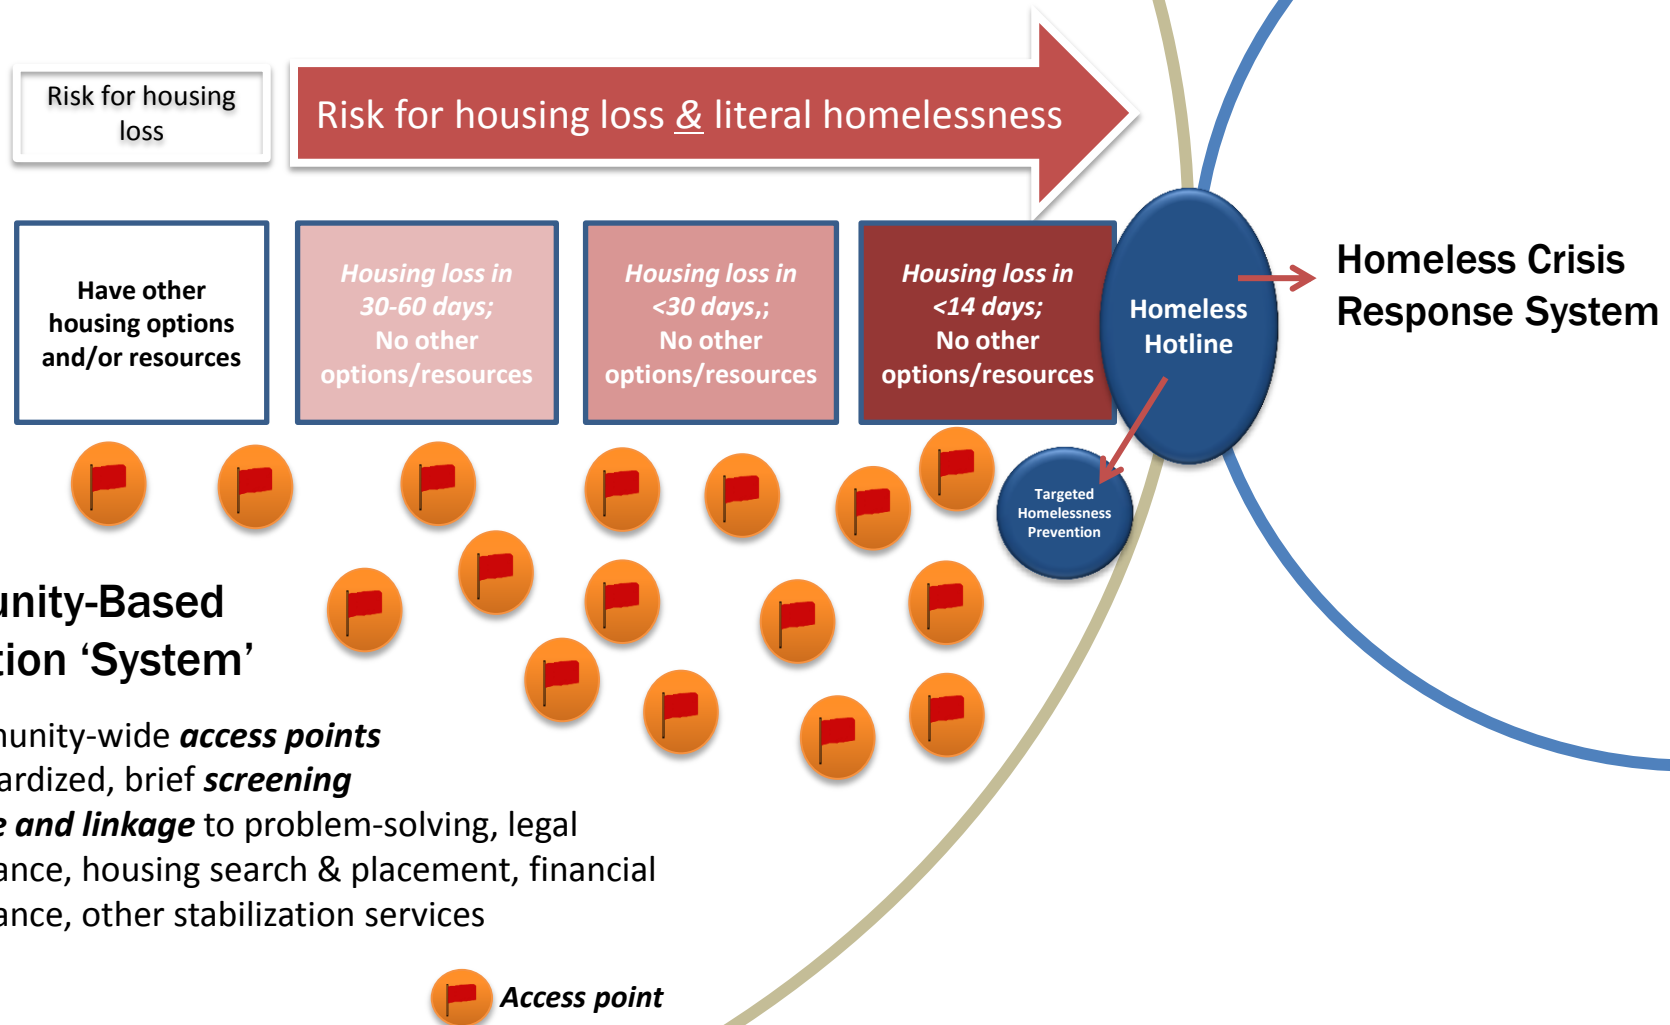 Risk for housing
loss
Risk for housing loss & literal homelessness
Have other
housing options
and/or resources
Housing loss in
30-60 days;
No other
options/resources
Housing loss in
<30 days,;
No other
options/resources
Housing loss in
<14 days;
No other
options/resources
Homeless
Hotline
Homeless Crisis
Response System
Targeted
Homelessness
Prevention
unity-Based
tion ‘System’
munity-wide access points
ardized, brief screening
e and linkage to problem-solving, legal
ance, housing search & placement, financial
ance, other stabilization services
Access point